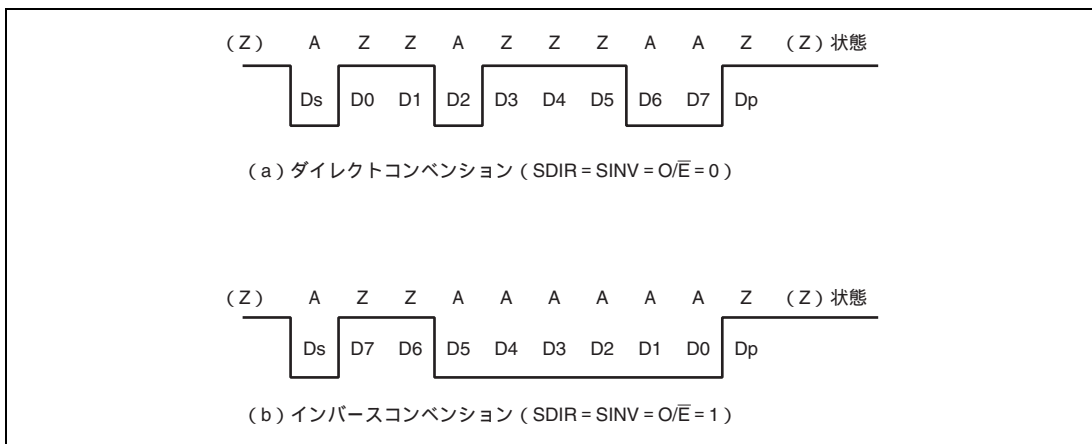 (Z) A Z Z A Z Z Z A A Z (Z)状態
Ds D0 D1 D2 D3 D4 D5 D6 D7 Dp
(a)ダイレクトコンベンション(SDIR=SINV=O/E̅=0)
(Z) A Z Z A A A A A A Z (Z)状態
Ds D7 D6 D5 D4 D3 D2 D1 D0 Dp
(b)インバースコンベンション(SDIR=SINV=O/E̅=1)